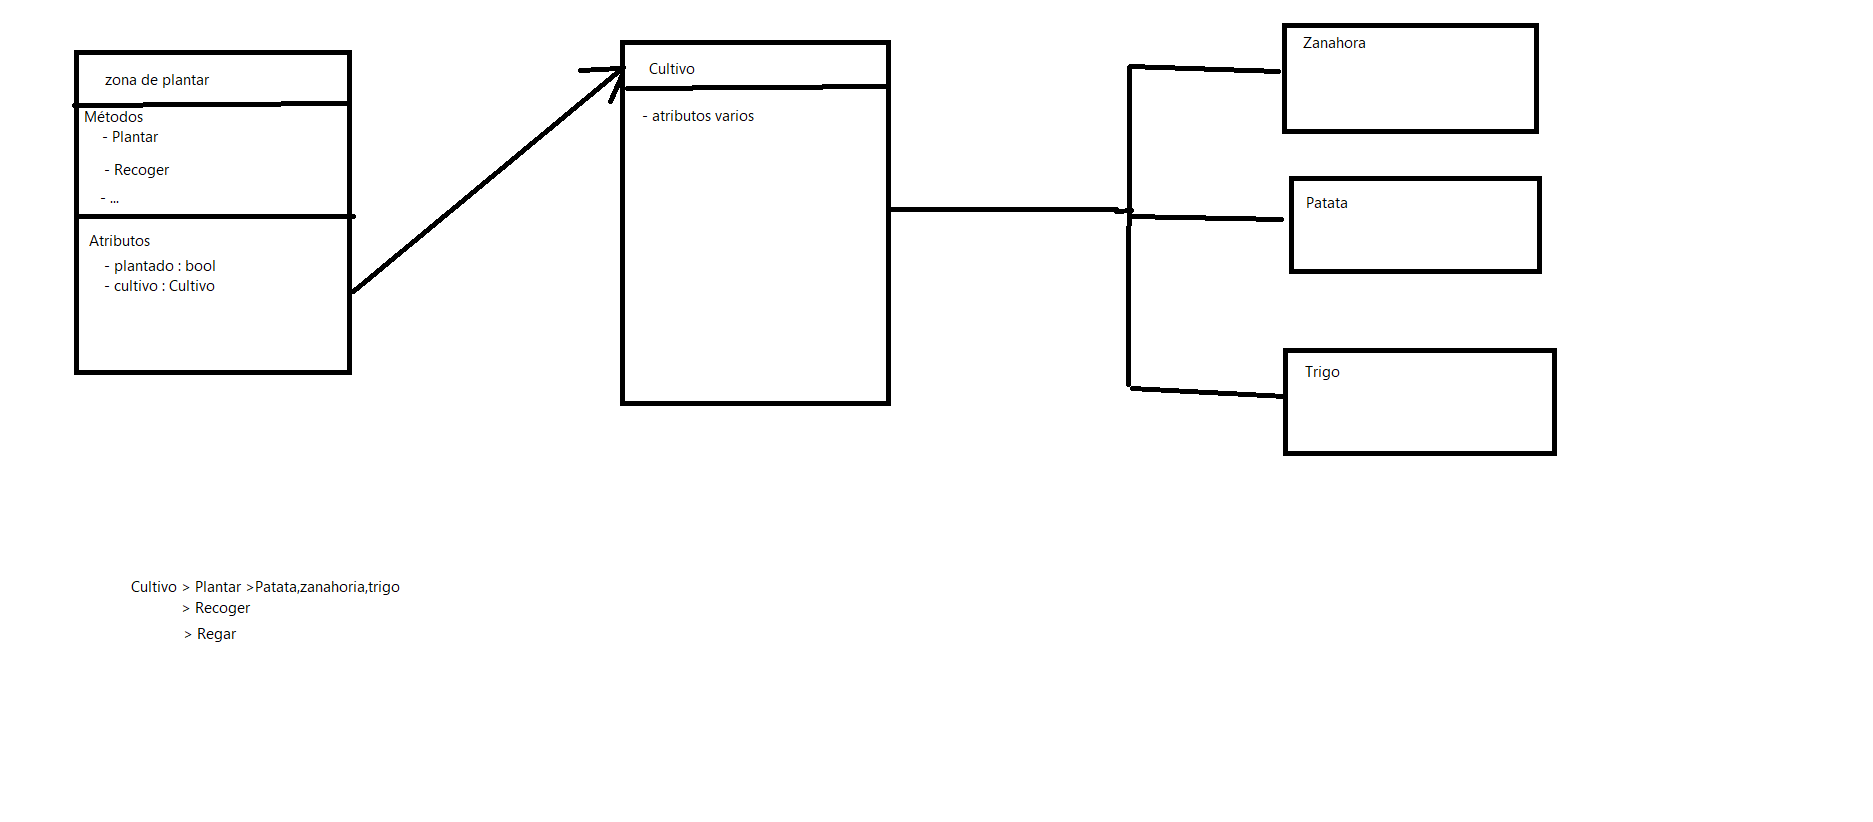 zona de plantar
Métodos
- Plantar
- Recoger
- ...
Atributos
- plantado : bool
- cultivo : Cultivo
Cultivo
- atributos varios
Zanahora
Patata
Trigo
Cultivo > Plantar >Patata,zanahoria,trigo
> Recoger
> Regar